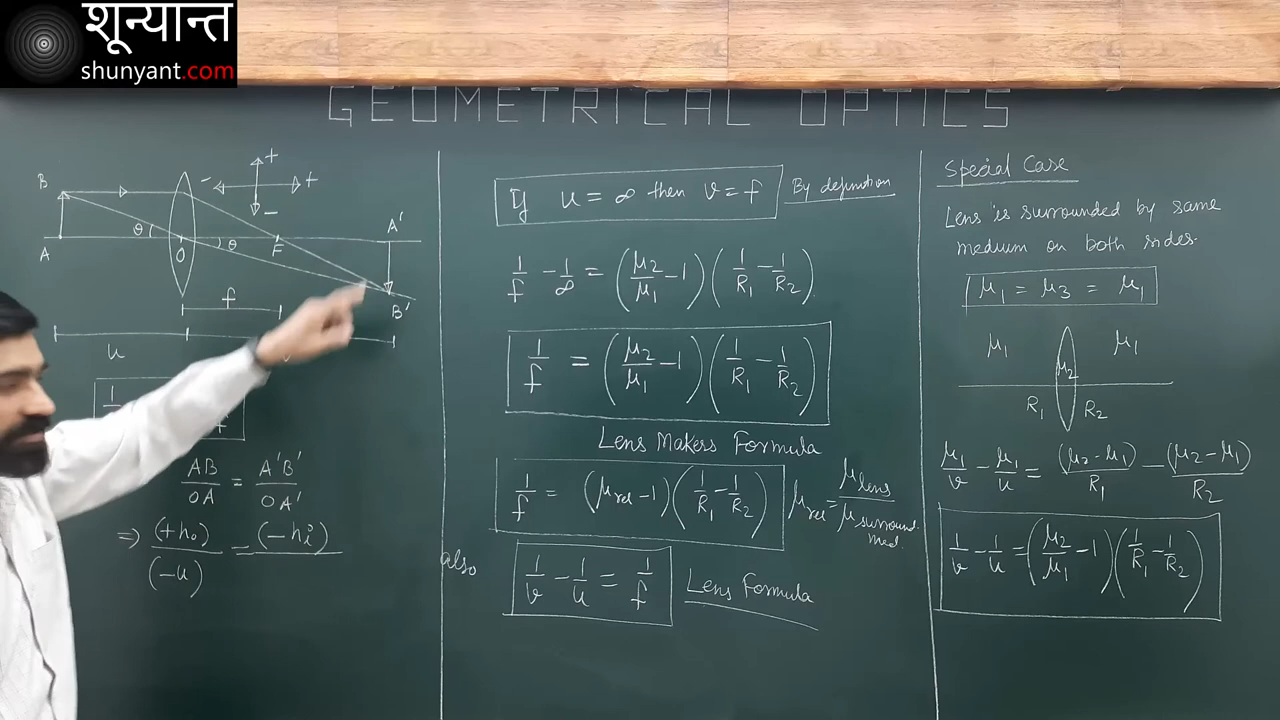 शून्यान्त
shunyant.com
GEOMETRICAL OPTICS
B
A
θ
O
θ
F
A'
B'
+
- +
-
f
u
AB/OA = A'B'/OA'
=> (+h₀)/(-u) = (-hᵢ)/
If u = ∞ then v = f
By definition
1/f - 1/∞ = (μ₂/μ₁ - 1)(1/R₁ - 1/R₂)
1/f = (μ₂/μ₁ - 1)(1/R₁ - 1/R₂)
Lens Makers Formula
1/f = (μrel - 1)(1/R₁ - 1/R₂)
μrel = μlens/μsurround. med.
also
1/v - 1/u = 1/f
Lens Formula
Special Case
Lens is surrounded by same
medium on both sides.
μ₁ = μ₃ = μ₁
μ₁ μ₂ μ₁
R₁ R₂
μ₁/v - μ₁/u = (μ₂-μ₁)/R₁ - (μ₂-μ₁)/R₂
1/v - 1/u = (μ₂/μ₁ - 1)(1/R₁ - 1/R₂)